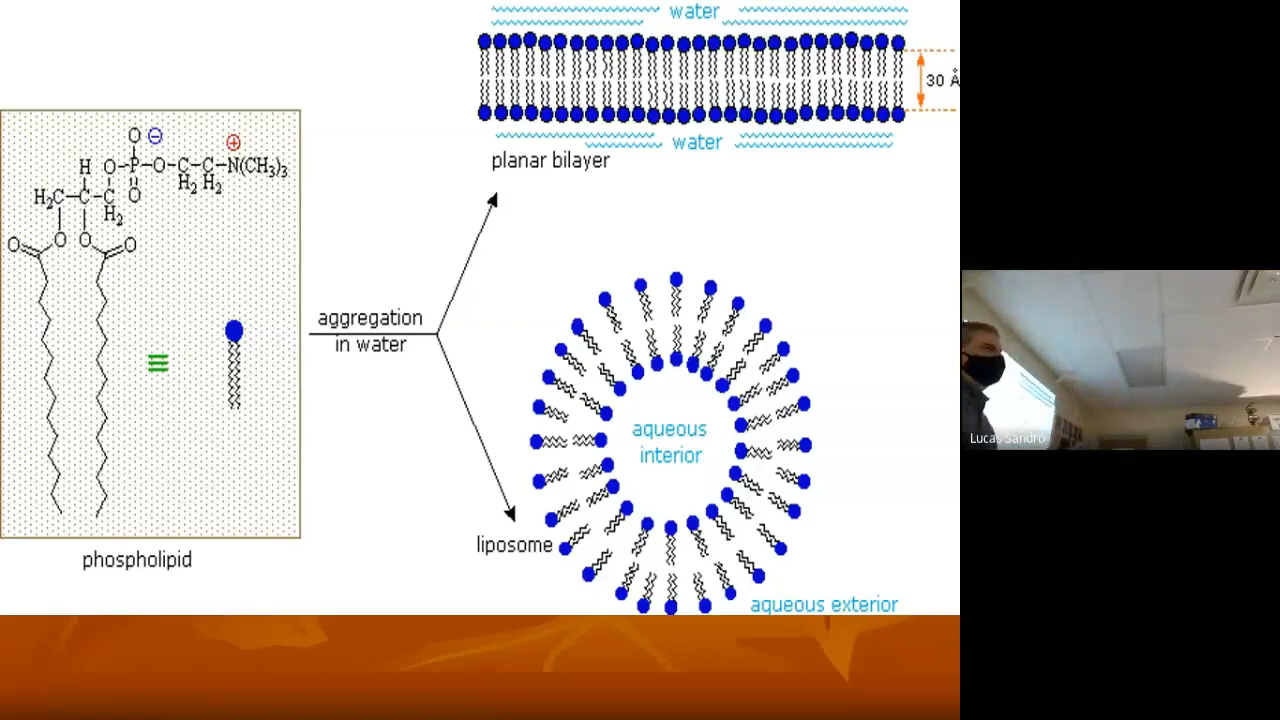 water
30 Å
water
planar bilayer
O ⊖
⊕
H O–P–O–C–C–N(CH₃)₃
H₂ H₂
H₂C–C–C O
H₂
O O O O
aggregation
in water
aqueous
interior
liposome
phospholipid
aqueous exterior
Lucas Sandro